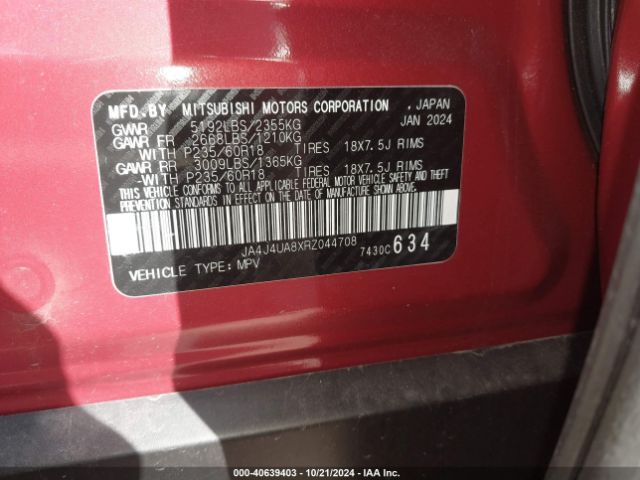 MFD.BY MITSUBISHI MOTORS CORPORATION . JAPAN
JAN 2024
GVWR 5192LBS/2355KG
GAWR FR 2668LBS/1210KG
-WITH P235/60R18 TIRES 18X7.5J RIMS
GAWR RR 3009LBS/1365KG
-WITH P235/60R18 TIRES 18X7.5J RIMS
THIS VEHICLE CONFORMS TO ALL APPLICABLE FEDERAL MOTOR VEHICLE SAFETY AND THEFT
PREVENTION STANDARDS IN EFFECT ON THE DATE OF MANUFACTURE SHOWN ABOVE.
JA4J4UA8XRZ044708
7430C 634
VEHICLE TYPE: MPV
000-40639403 - 10/21/2024 - IAA Inc.